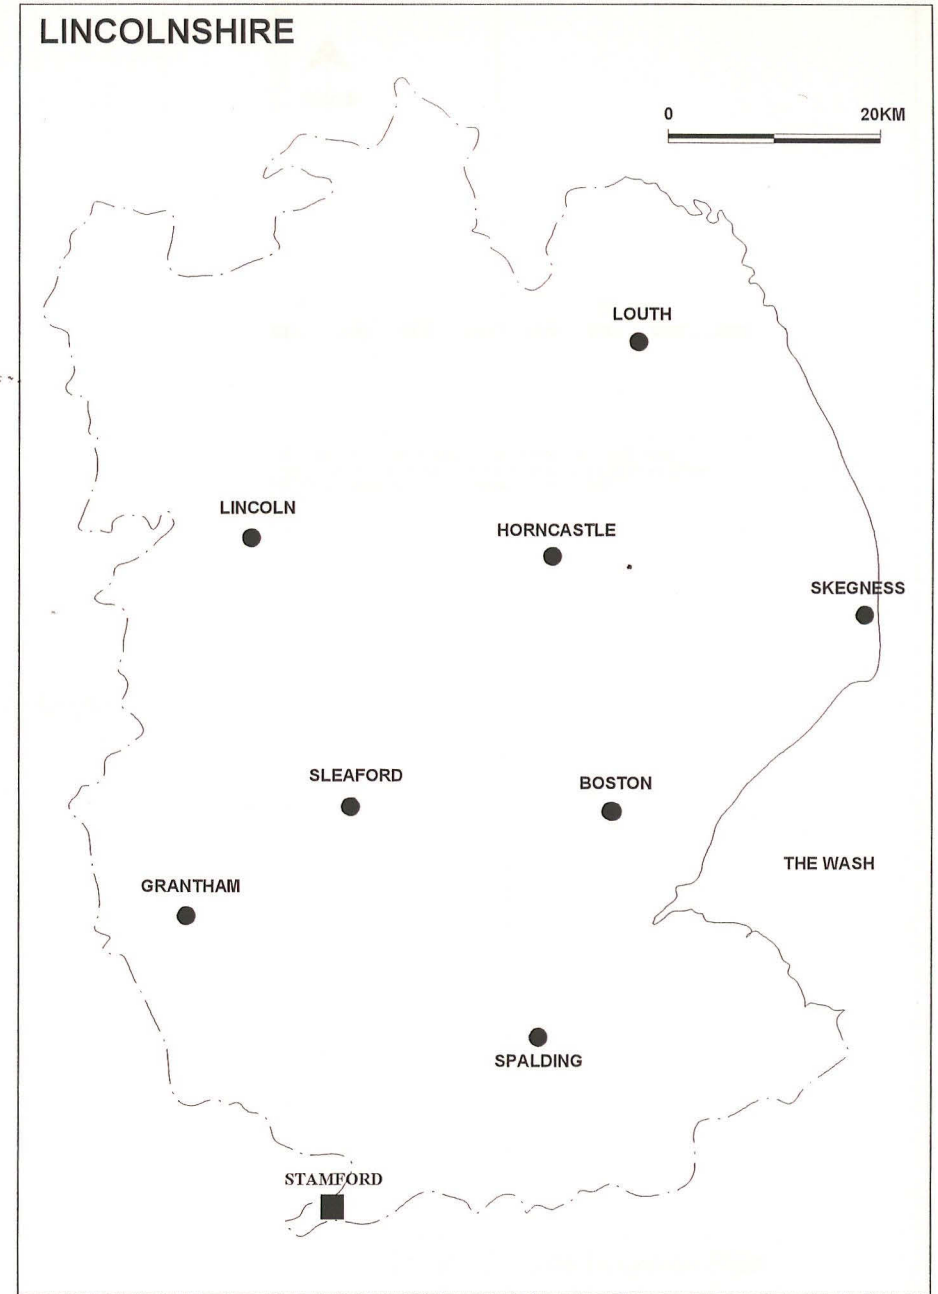 LINCOLNSHIRE
0 20KM
LOUTH
LINCOLN
HORNCASTLE
SKEGNESS
SLEAFORD
BOSTON
THE WASH
GRANTHAM
SPALDING
STAMFORD